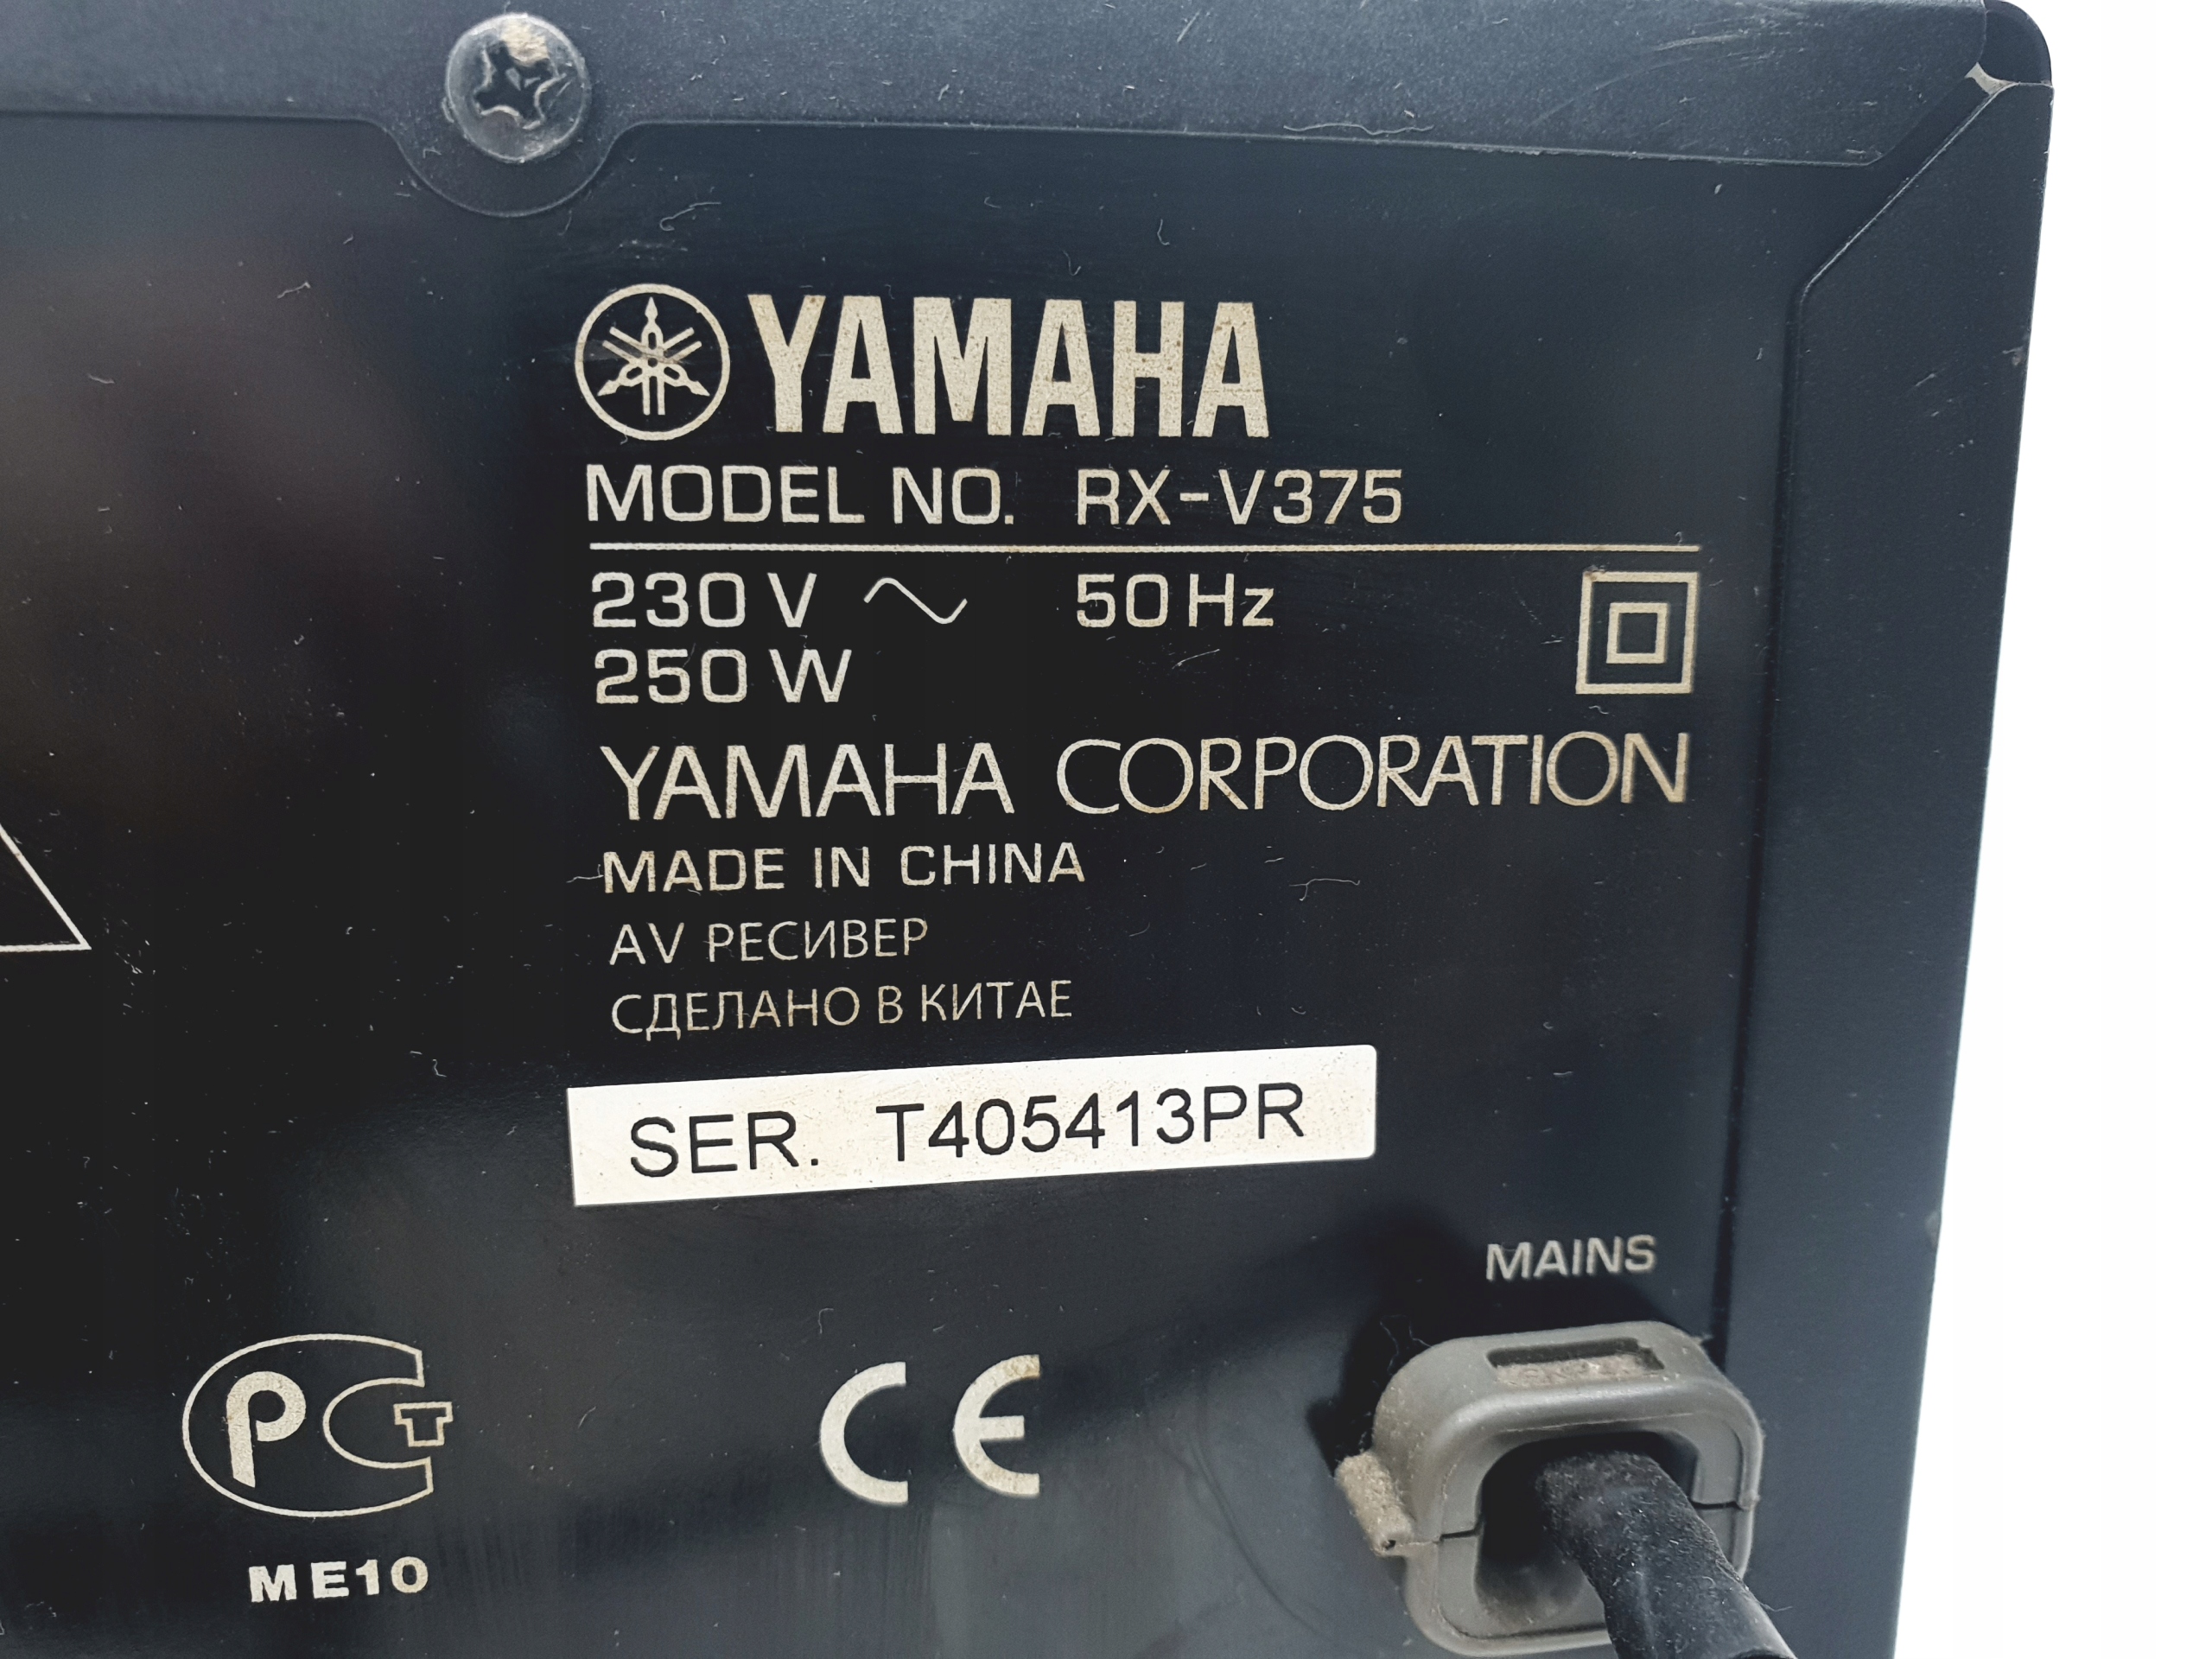 YAMAHA
MODEL NO. RX-V375
230 V ~ 50 Hz
250 W
YAMAHA CORPORATION
MADE IN CHINA
AV РЕСИВЕР
СДЕЛАНО В КИТАЕ
SER. T405413PR
MAINS
РСТ
CE
ME10